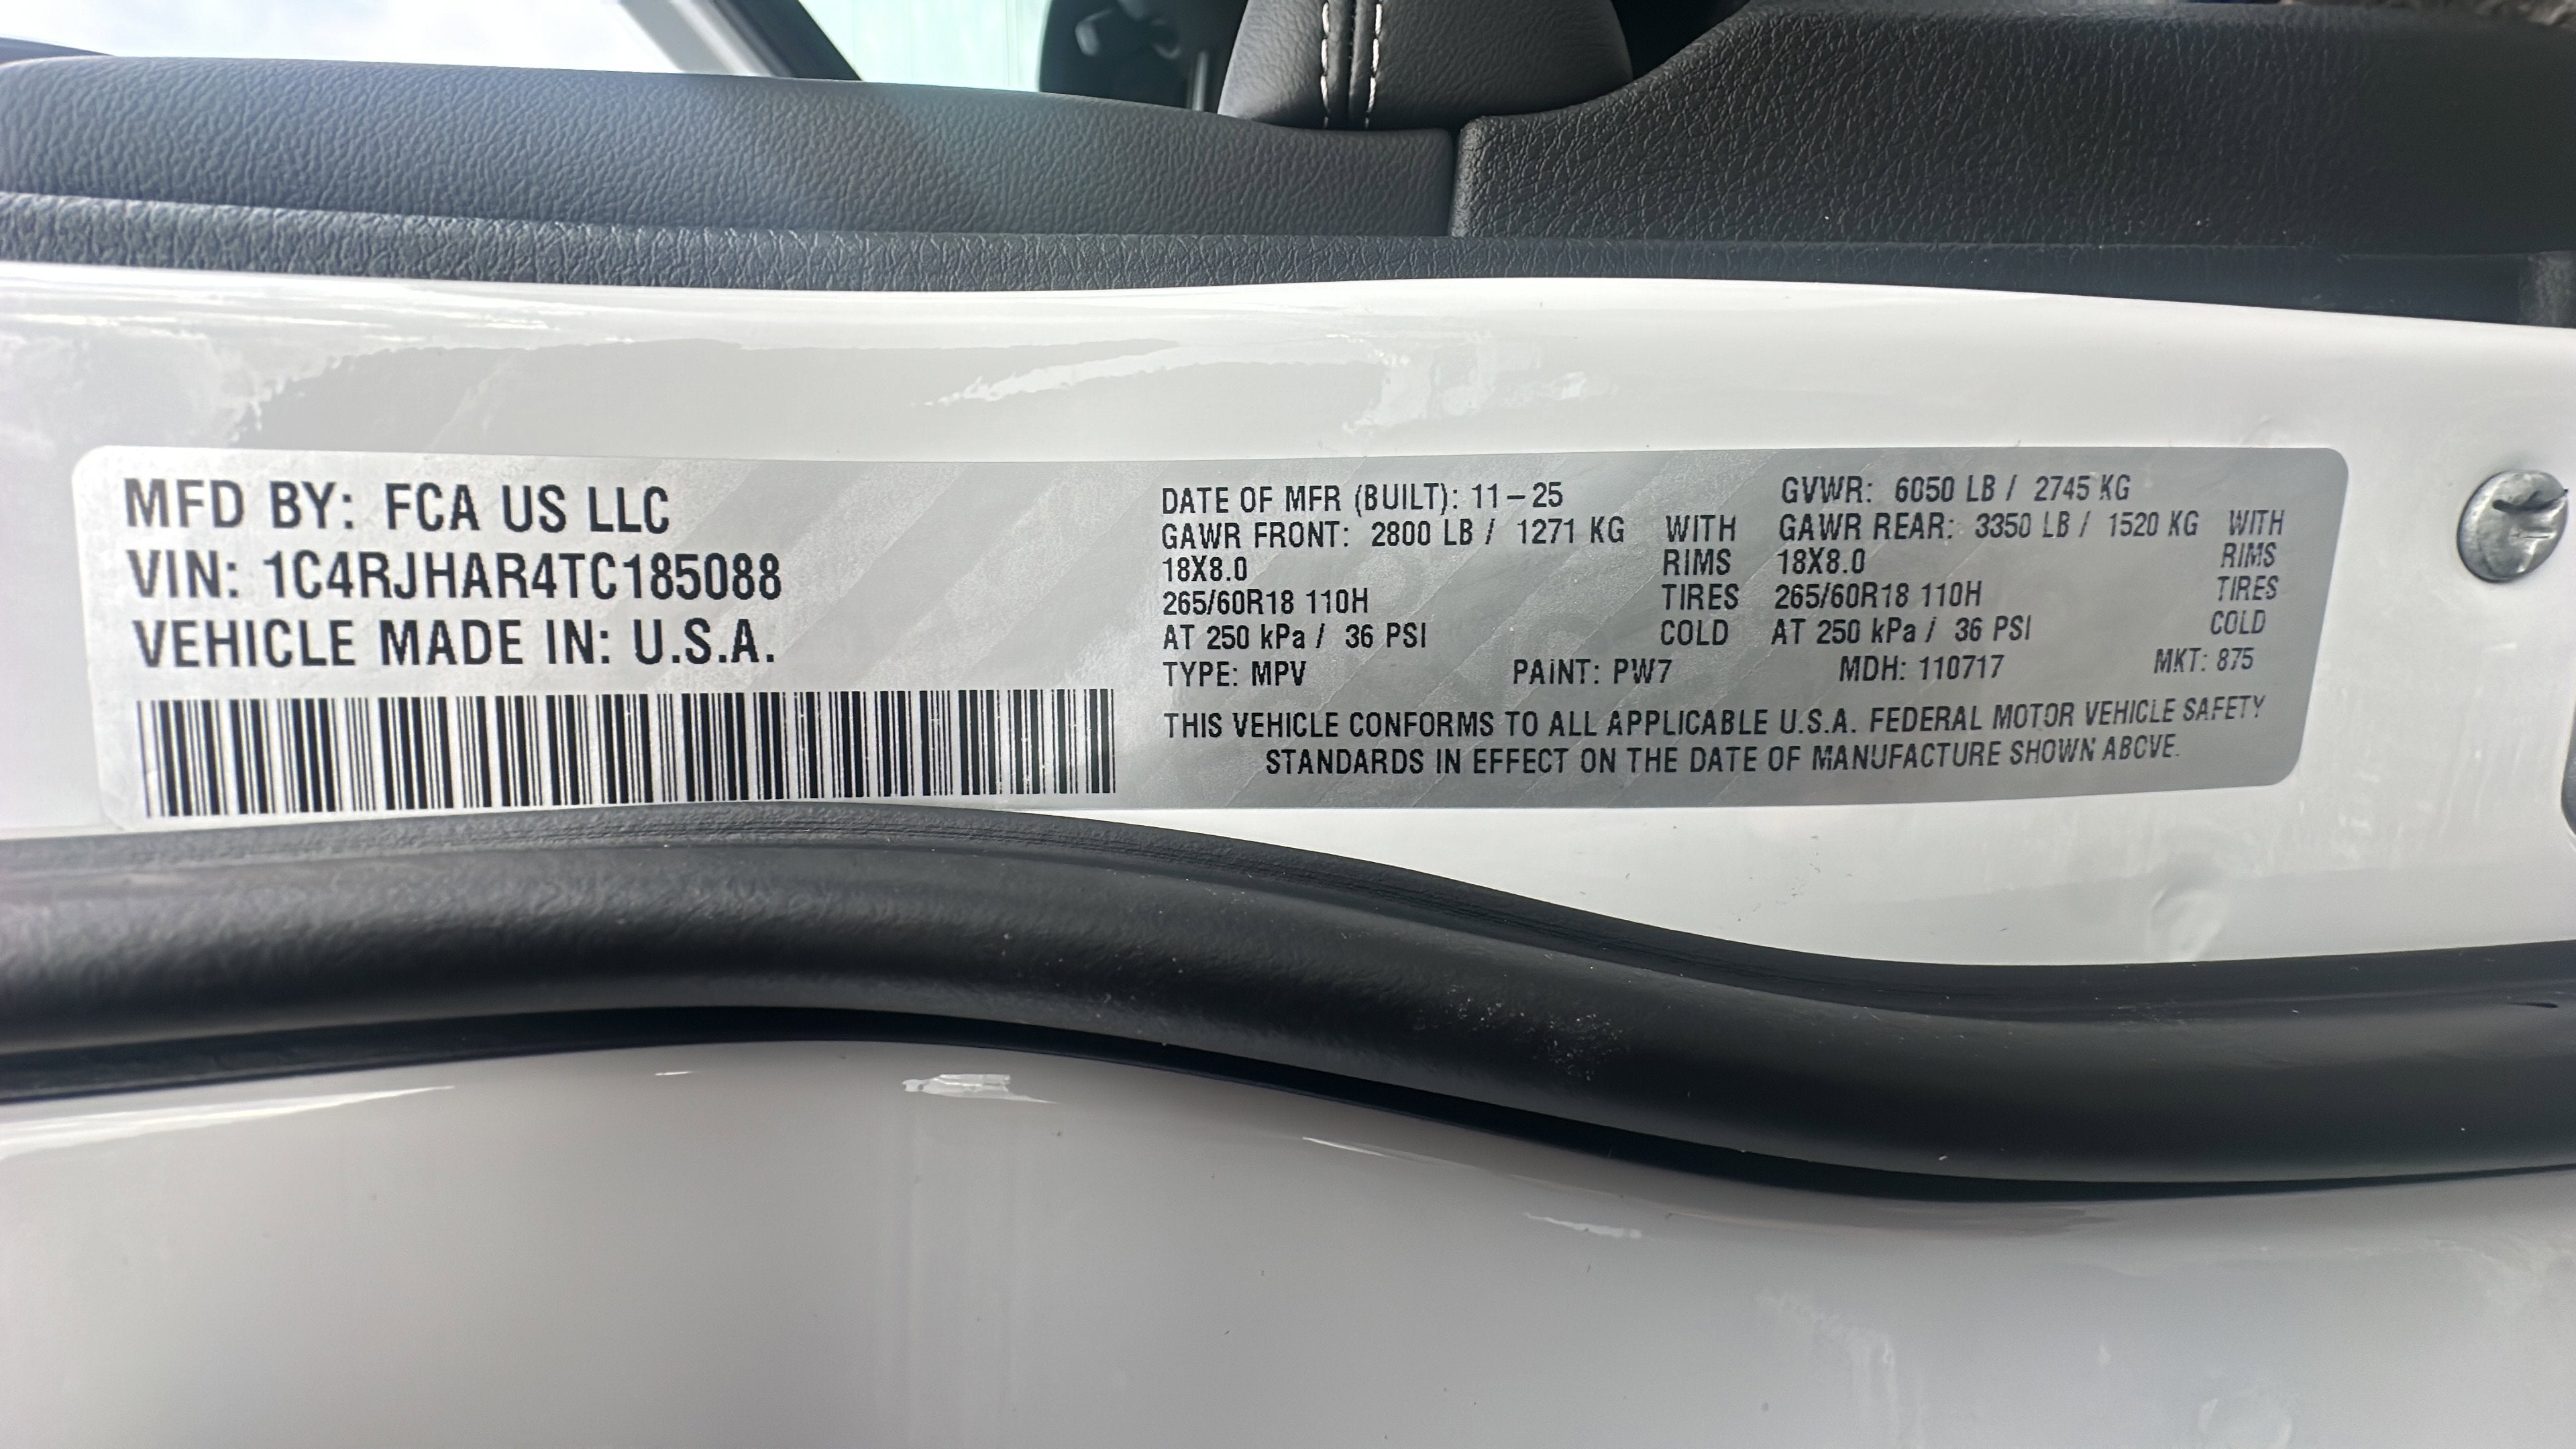 MFD BY: FCA US LLC
VIN: 1C4RJHAR4TC185088
VEHICLE MADE IN: U.S.A.
DATE OF MFR (BUILT): 11-25 GVWR: 6050 LB / 2745 KG
GAWR FRONT: 2800 LB / 1271 KG WITH GAWR REAR: 3350 LB / 1520 KG WITH
18X8.0 RIMS 18X8.0 RIMS
265/60R18 110H TIRES 265/60R18 110H TIRES
AT 250 kPa / 36 PSI COLD AT 250 kPa / 36 PSI COLD
TYPE: MPV PAINT: PW7 MDH: 110717 MKT: 875
THIS VEHICLE CONFORMS TO ALL APPLICABLE U.S.A. FEDERAL MOTOR VEHICLE SAFETY
STANDARDS IN EFFECT ON THE DATE OF MANUFACTURE SHOWN ABOVE.